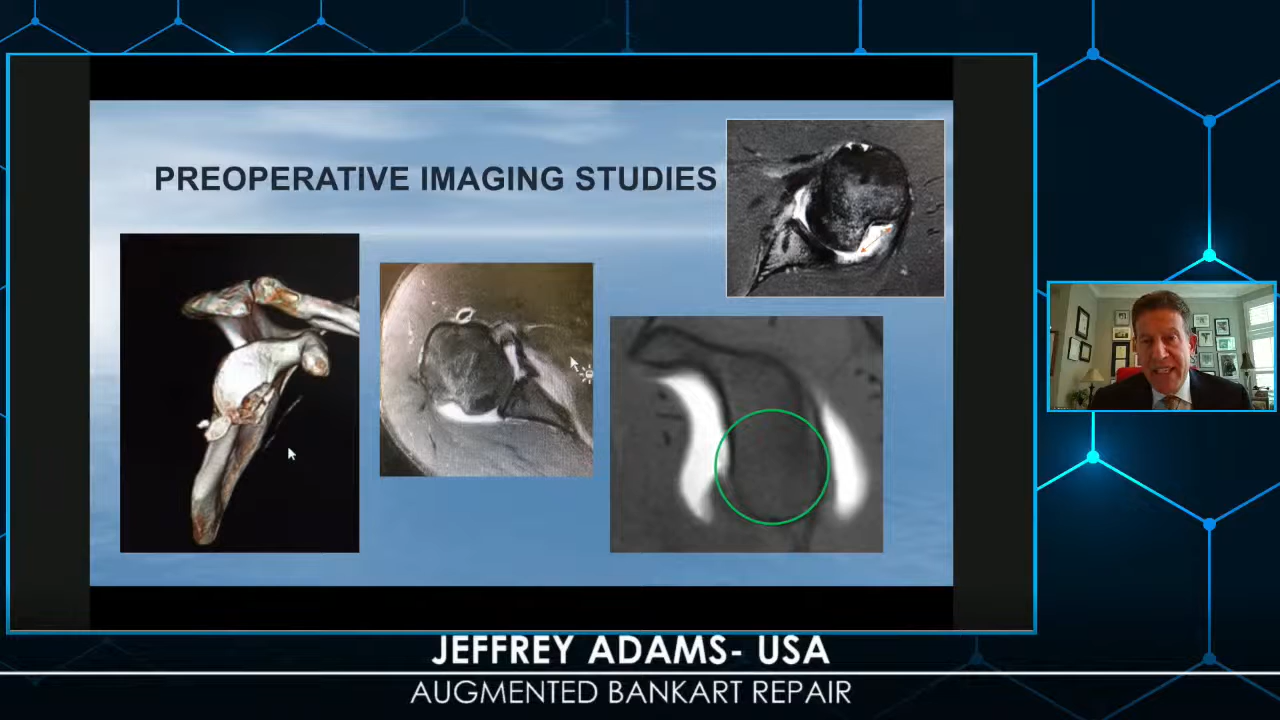 PREOPERATIVE IMAGING STUDIES
JEFFREY ADAMS- USA
AUGMENTED BANKART REPAIR